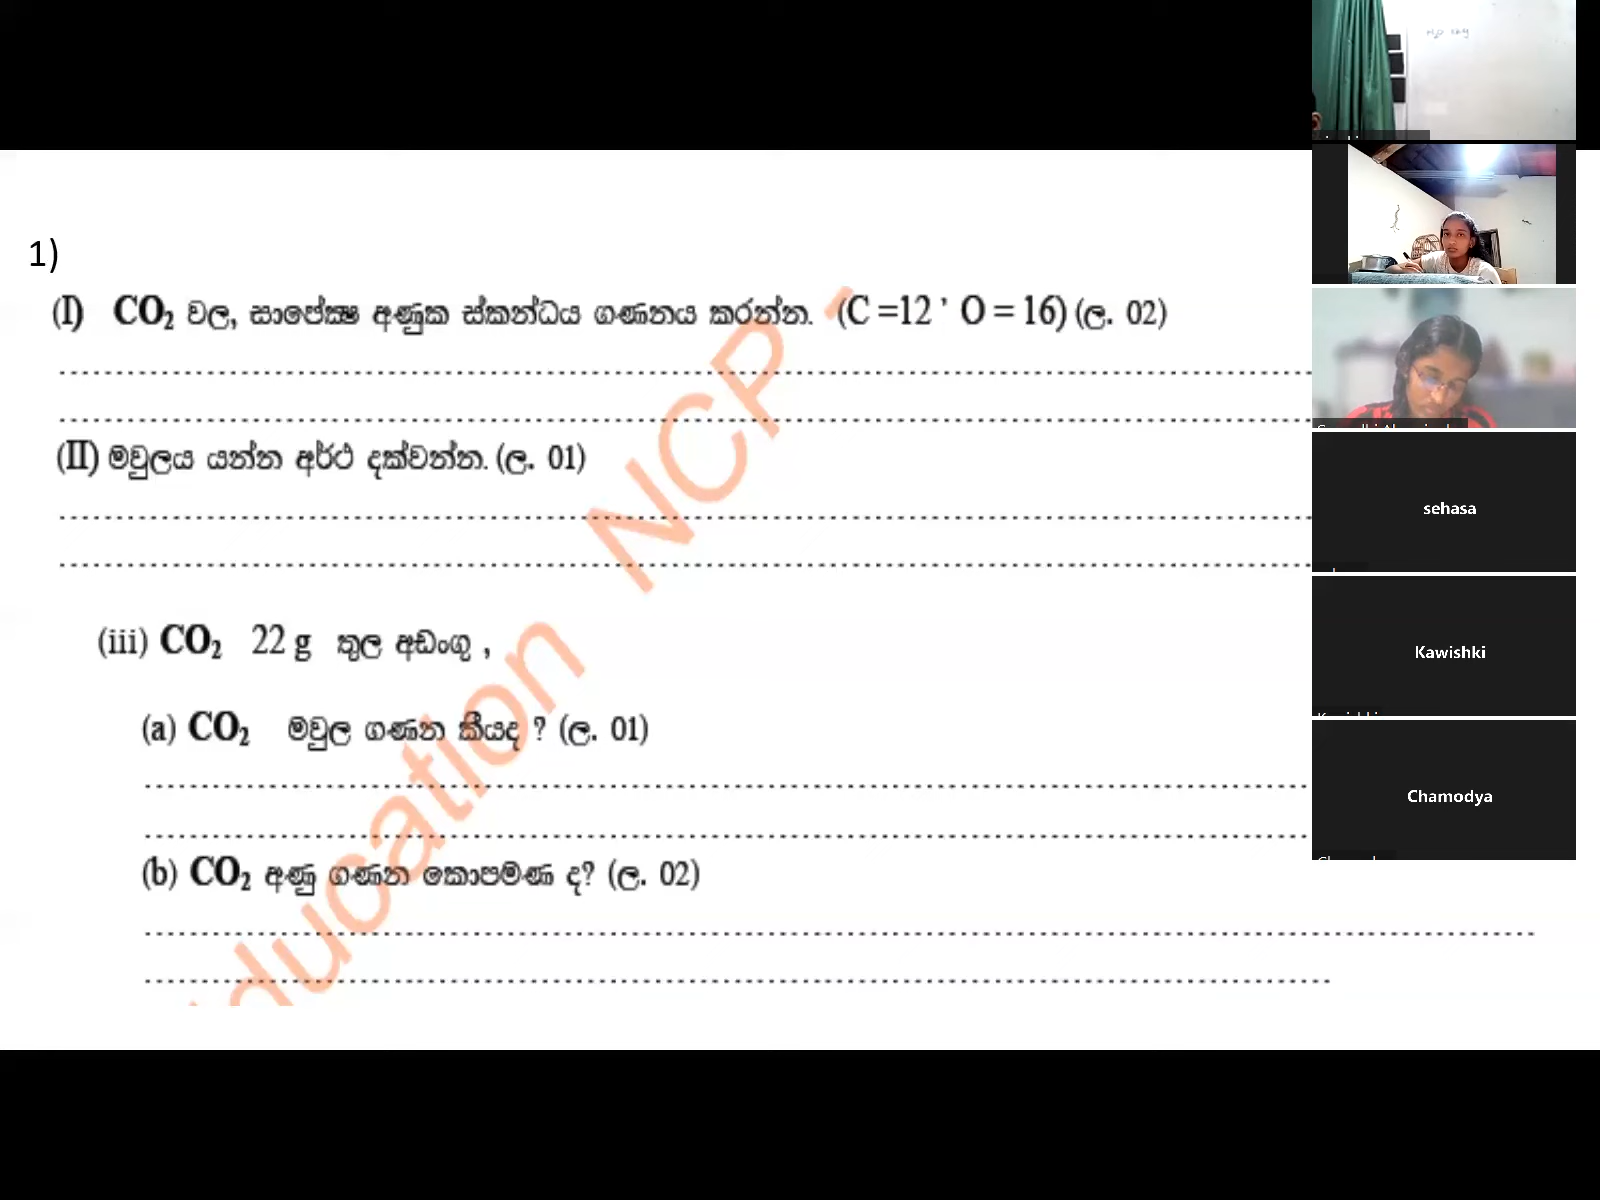 1)
(I) CO₂ වල, සාපේක්ෂ අණුක ස්කන්ධය ගණනය කරන්න. (C =12 ’ O = 16) (ල. 02)
(II) මවුලය යන්න අර්ථ දක්වන්න. (ල. 01)
(iii) CO₂ 22 g තුල අඩංගු ,
(a) CO₂ මවුල ගණන කීයද ? (ල. 01)
(b) CO₂ අණු ගණන කොපමණ ද? (ල. 02)
ducation NCP -
sehasa
Kawishki
Chamodya